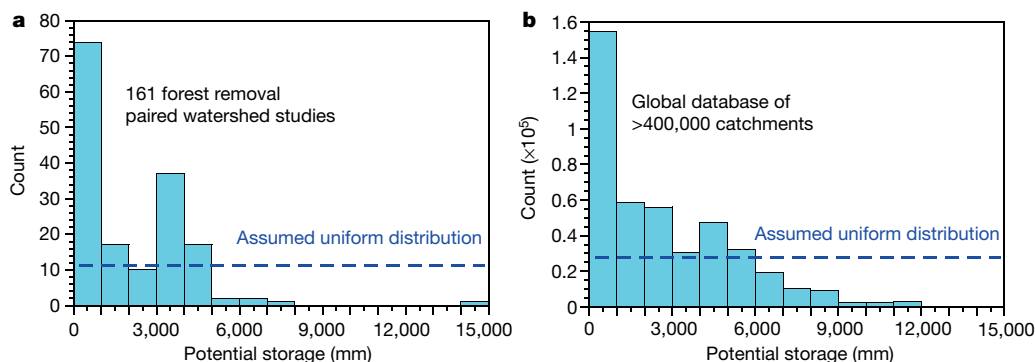 a
80
70
60
50
40
30
20
10
0
Count
161 forest removal
paired watershed studies
Assumed uniform distribution
0 3,000 6,000 9,000 12,000 15,000
Potential storage (mm)
b
1.6
1.4
1.2
1
0.8
0.6
0.4
0.2
0
Count (×10⁵)
Global database of
>400,000 catchments
Assumed uniform distribution
0 3,000 6,000 9,000 12,000 15,000
Potential storage (mm)